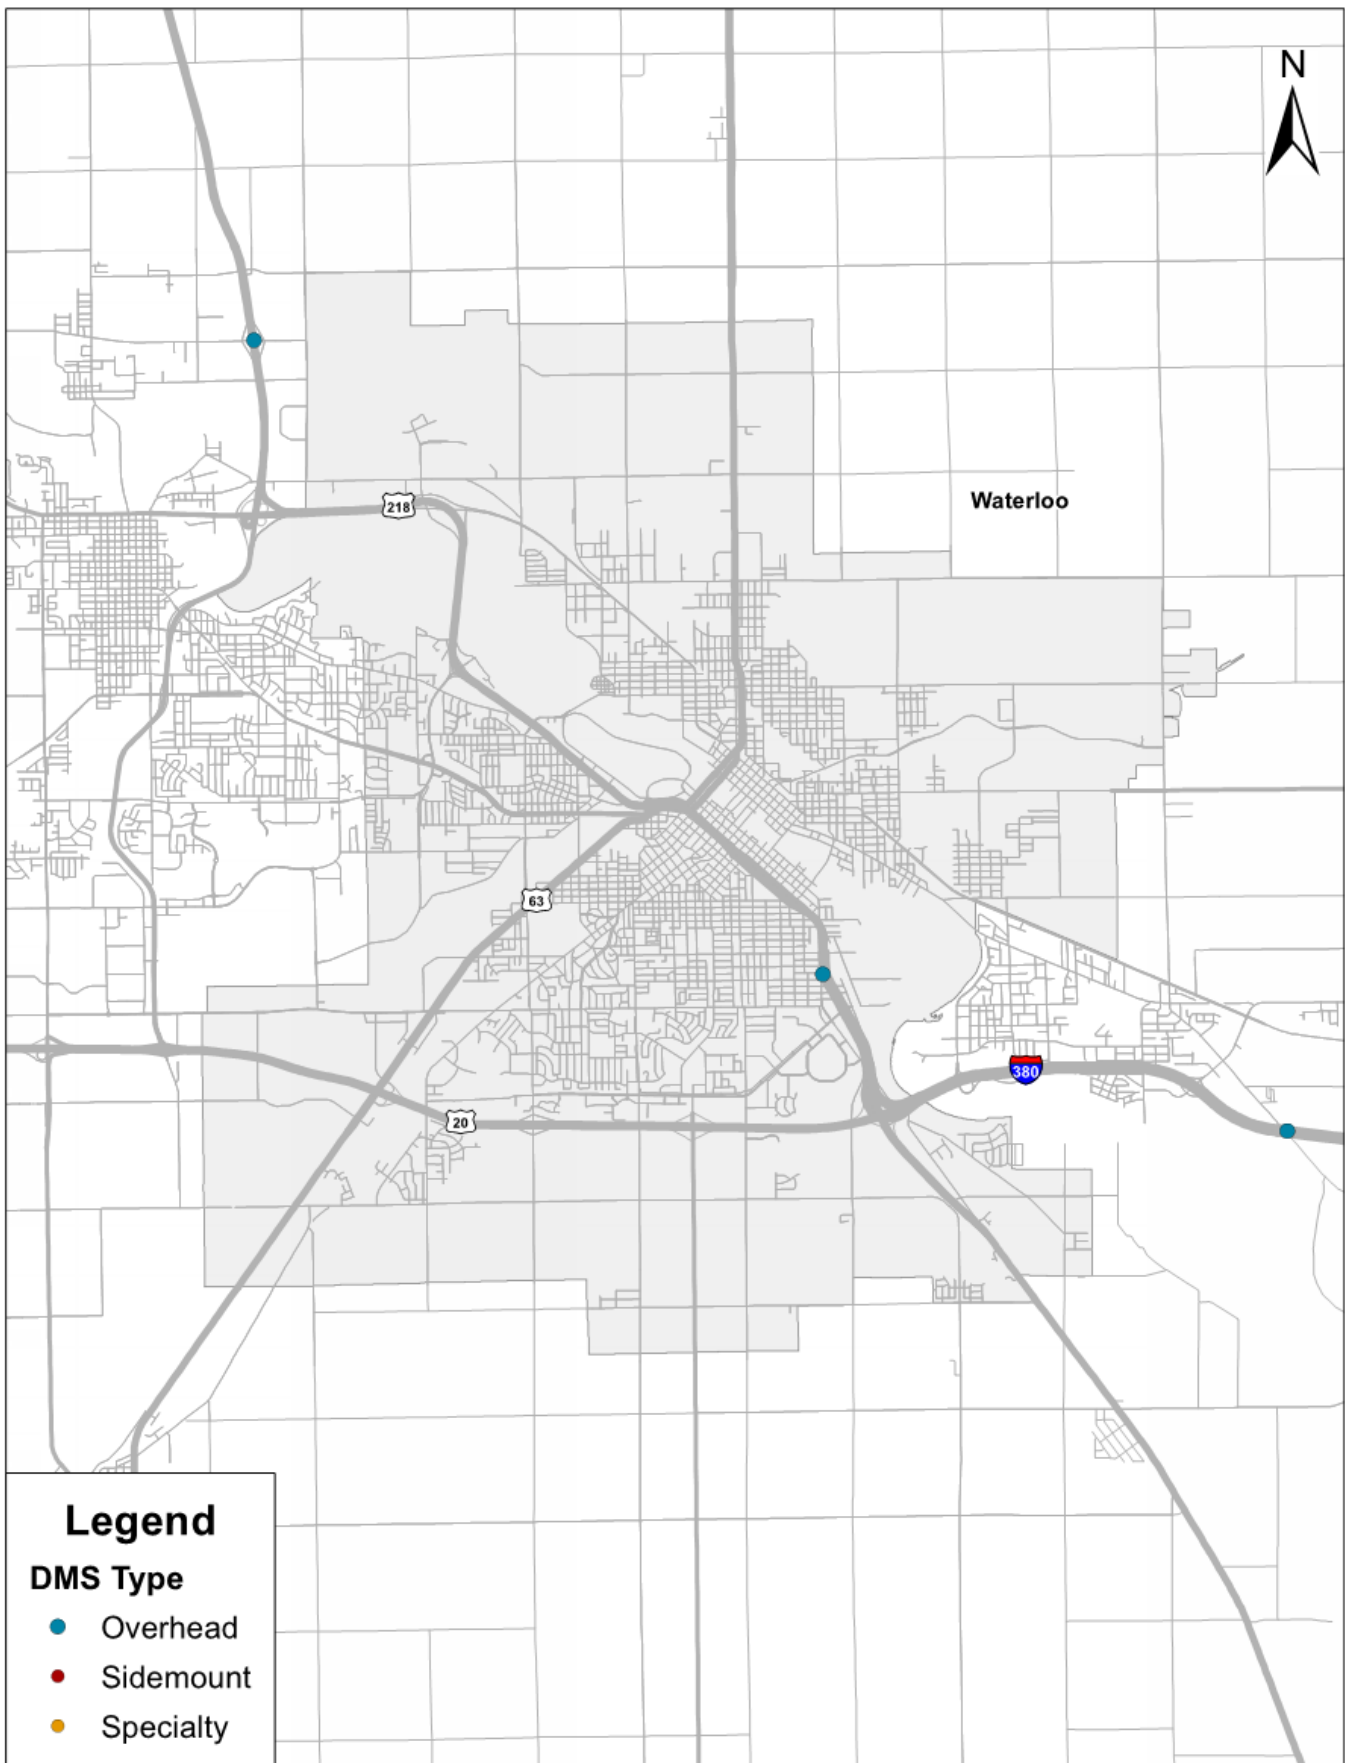 N
218
Waterloo
63
380
20
Legend
DMS Type
Overhead
Sidemount
Specialty